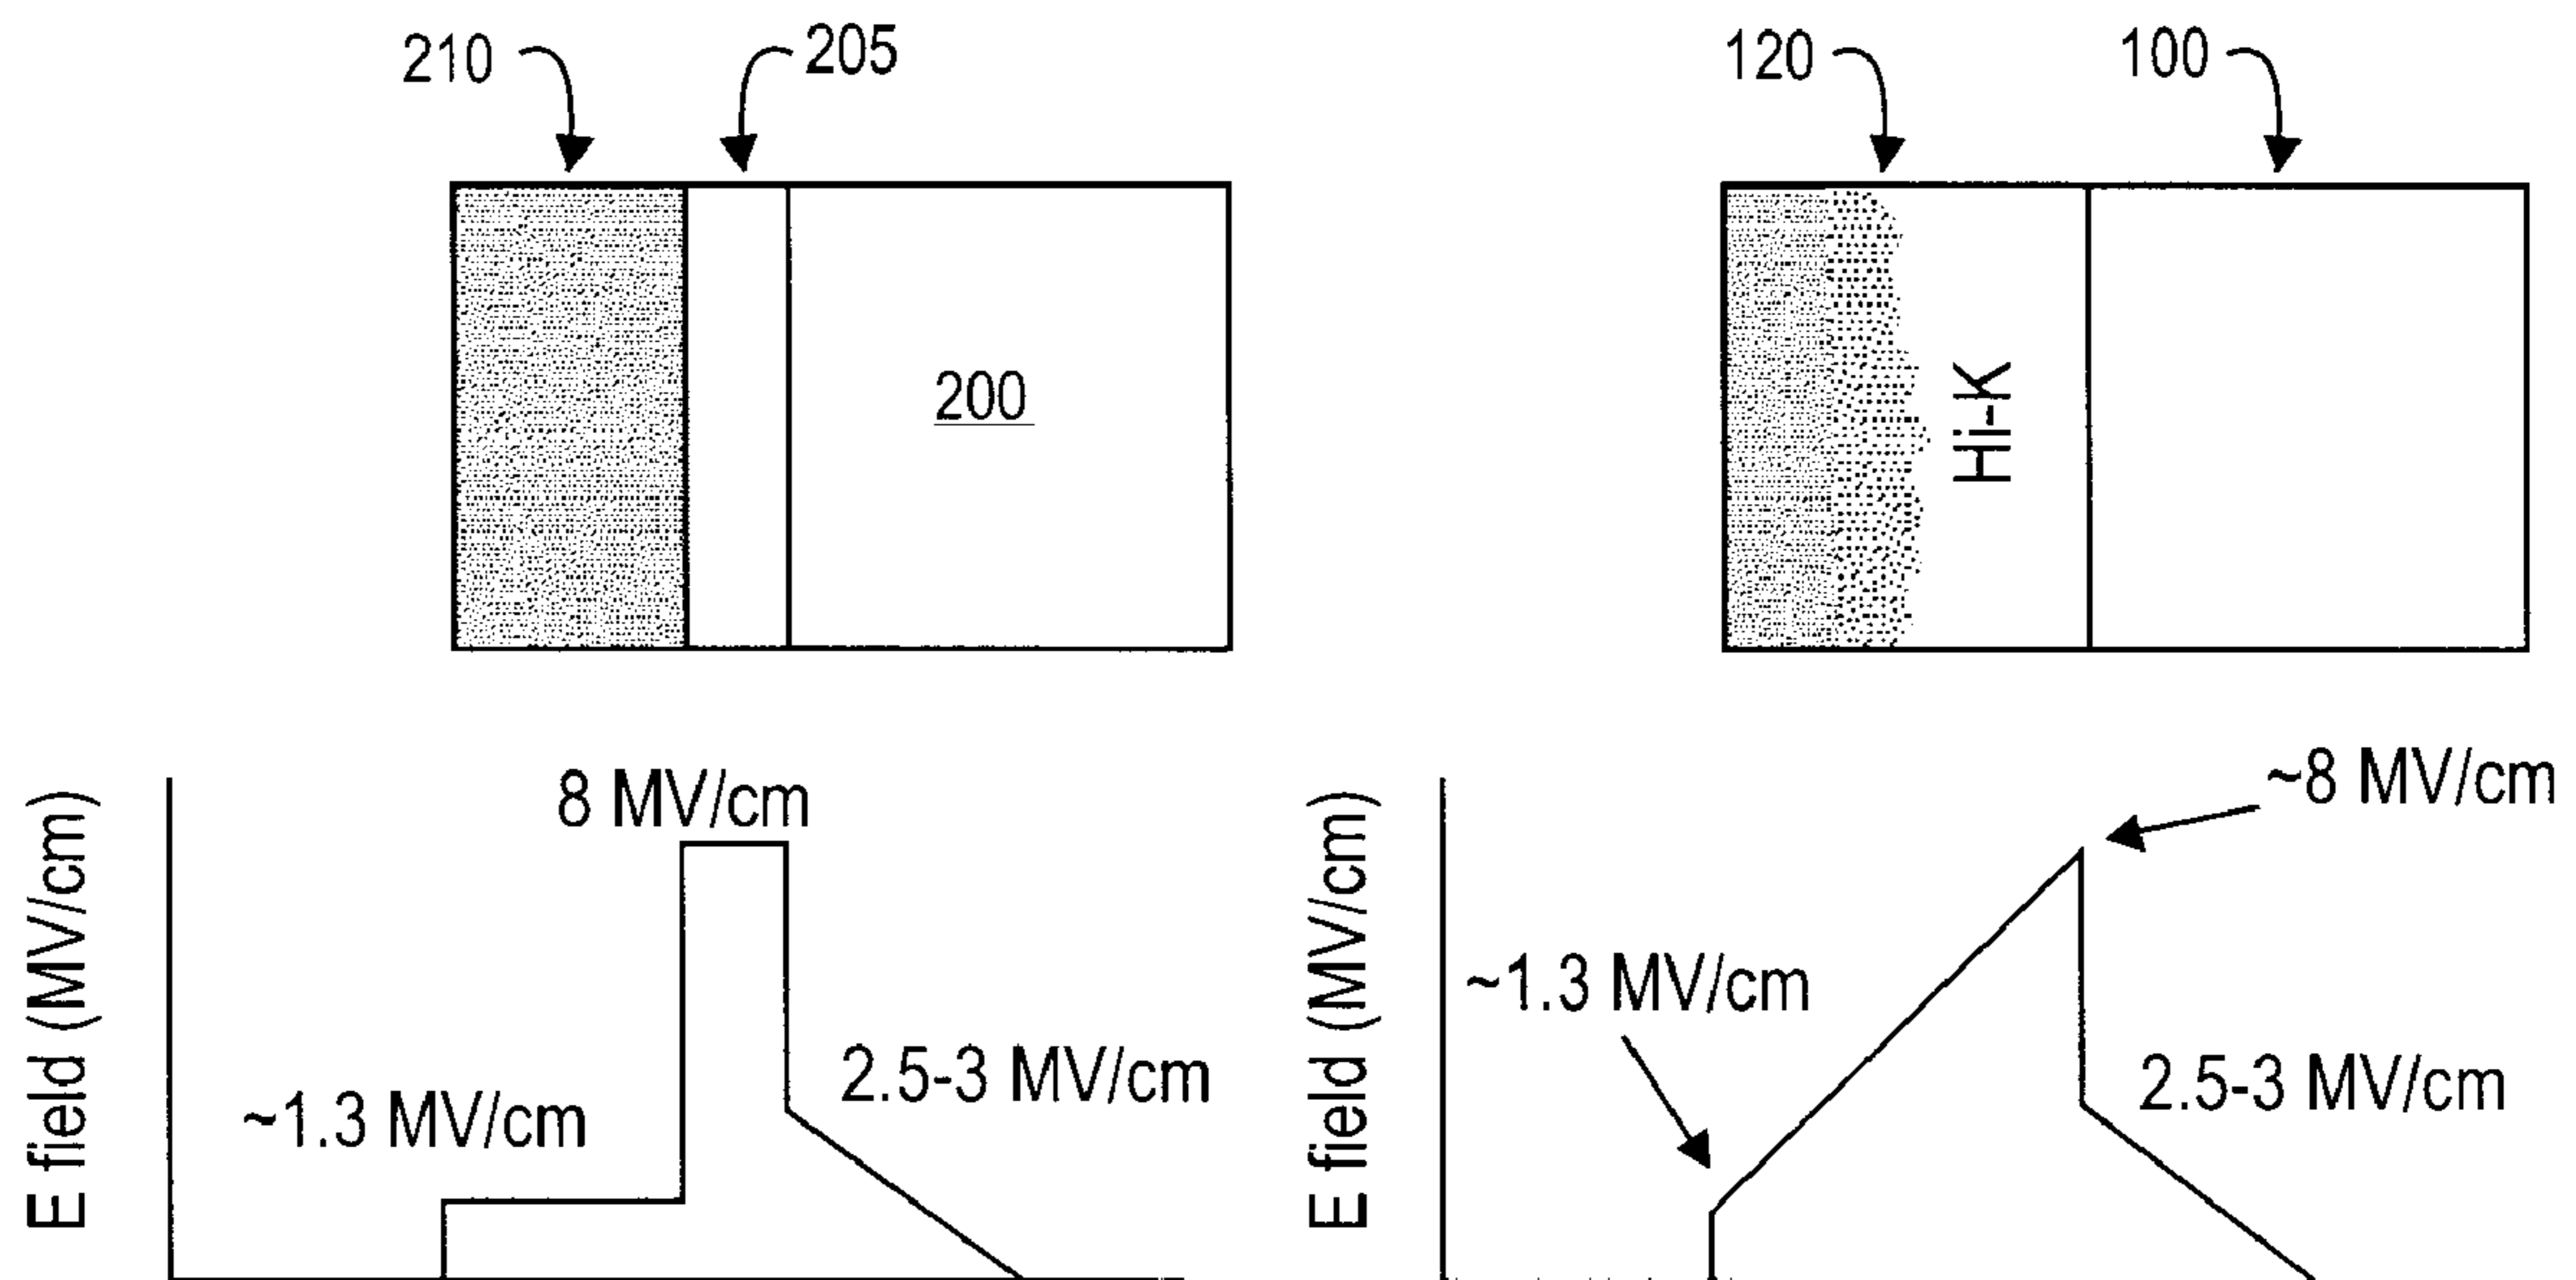 210
205
120
100
200
Hi-K
8 MV/cm
~8 MV/cm
E field (MV/cm)
~1.3 MV/cm
2.5-3 MV/cm
E field (MV/cm)
~1.3 MV/cm
2.5-3 MV/cm